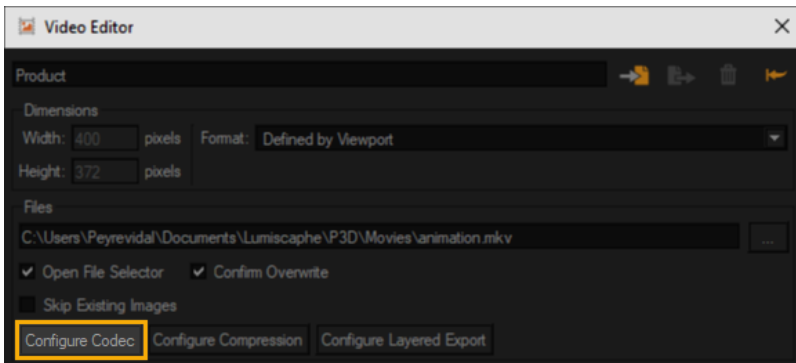 Video Editor
Product
Dimensions
Width: 400 pixels Format: Defined by Viewport
Height: 372 pixels
Files
C:\Users\Peyrevidal\Documents\Lumiscaphe\P3D\Movies\animation.mkv ...
Open File Selector Confirm Overwrite
Skip Existing Images
Configure Codec Configure Compression Configure Layered Export